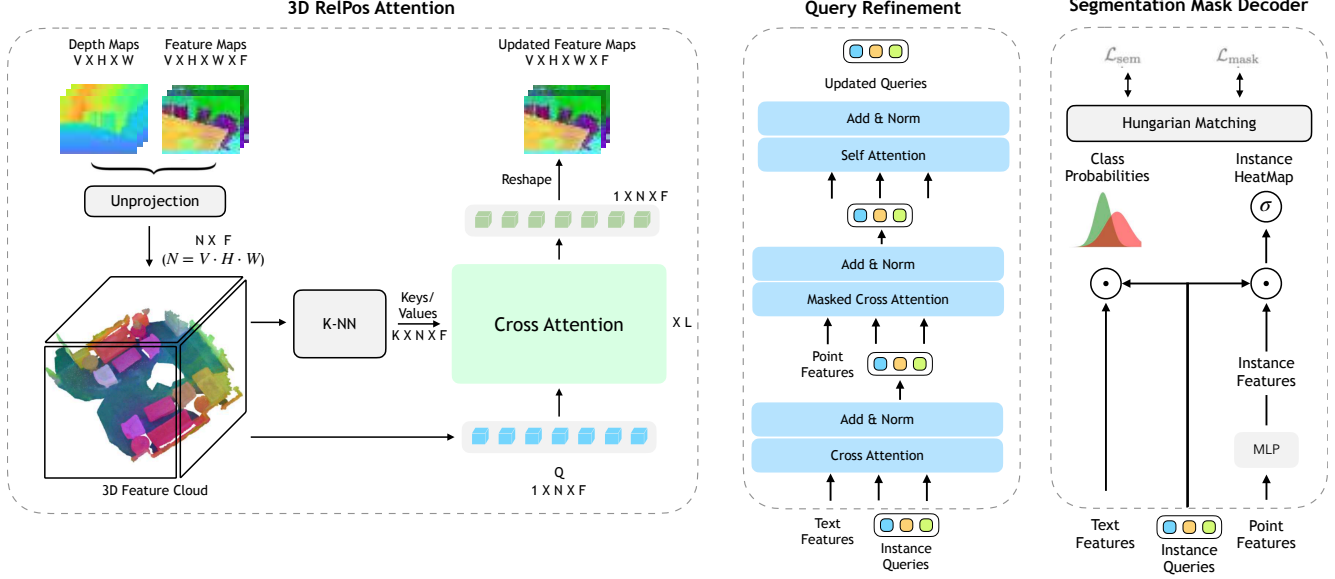 3D RelPos Attention
Depth Maps
V X H X W
Feature Maps
V X H X W X F
Unprojection
N X F
(N = V · H · W)
3D Feature Cloud
K-NN
Keys/
Values
K X N X F
Updated Feature Maps
V X H X W X F
Reshape
1 X N X F
Cross Attention
X L
Q
1 X N X F
Query Refinement
Updated Queries
Add & Norm
Self Attention
Add & Norm
Masked Cross Attention
Point
Features
Add & Norm
Cross Attention
Text
Features
Instance
Queries
Segmentation Mask Decoder
ℒsem
ℒmask
Hungarian Matching
Class
Probabilities
Instance
HeatMap
σ
Instance
Features
MLP
Text
Features
Instance
Queries
Point
Features